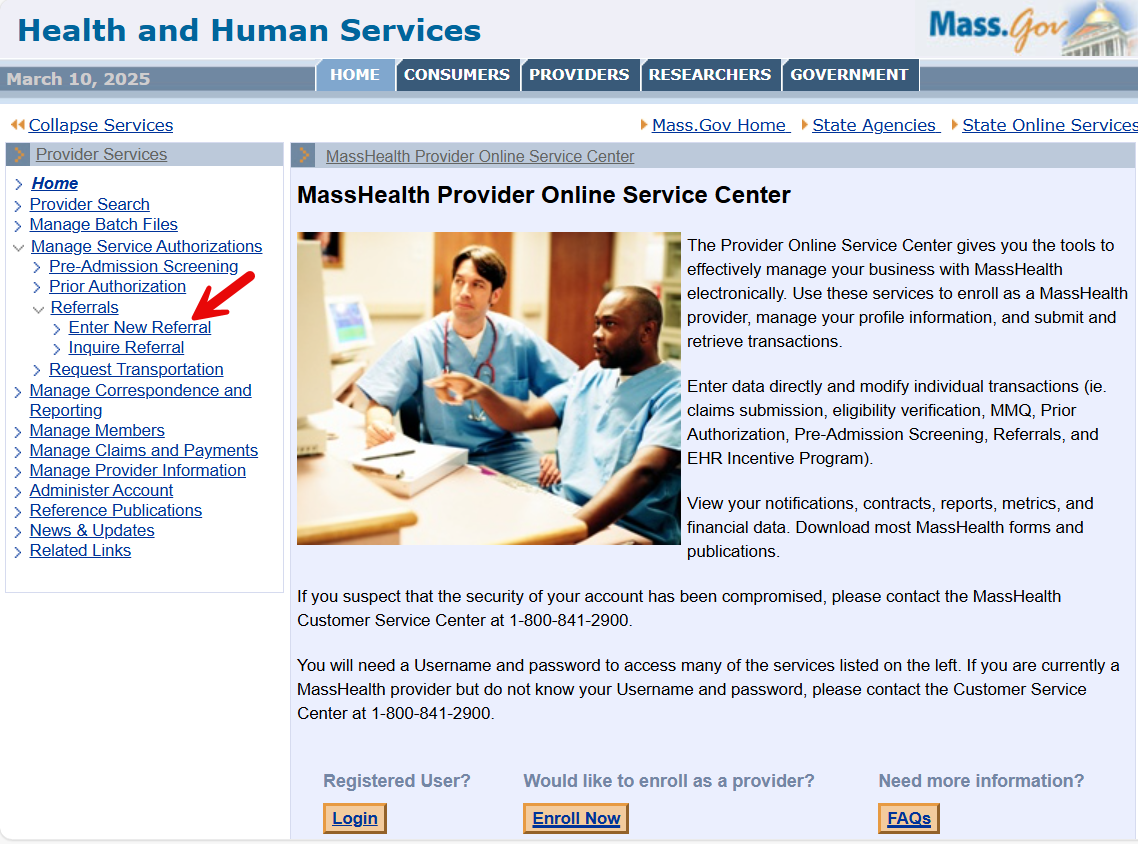 Health and Human Services
Mass.Gov
March 10, 2025
HOME
CONSUMERS
PROVIDERS
RESEARCHERS
GOVERNMENT
Collapse Services
Mass.Gov Home
State Agencies
State Online Services
Provider Services
Home
Provider Search
Manage Batch Files
Manage Service Authorizations
Pre-Admission Screening
Prior Authorization
Referrals
Enter New Referral
Inquire Referral
Request Transportation
Manage Correspondence and
Reporting
Manage Members
Manage Claims and Payments
Manage Provider Information
Administer Account
Reference Publications
News & Updates
Related Links
MassHealth Provider Online Service Center
MassHealth Provider Online Service Center
The Provider Online Service Center gives you the tools to
effectively manage your business with MassHealth
electronically. Use these services to enroll as a MassHealth
provider, manage your profile information, and submit and
retrieve transactions.
Enter data directly and modify individual transactions (ie.
claims submission, eligibility verification, MMQ, Prior
Authorization, Pre-Admission Screening, Referrals, and
EHR Incentive Program).
View your notifications, contracts, reports, metrics, and
financial data. Download most MassHealth forms and
publications.
If you suspect that the security of your account has been compromised, please contact the MassHealth
Customer Service Center at 1-800-841-2900.
You will need a Username and password to access many of the services listed on the left. If you are currently a
MassHealth provider but do not know your Username and password, please contact the Customer Service
Center at 1-800-841-2900.
Registered User?
Login
Would like to enroll as a provider?
Enroll Now
Need more information?
FAQs